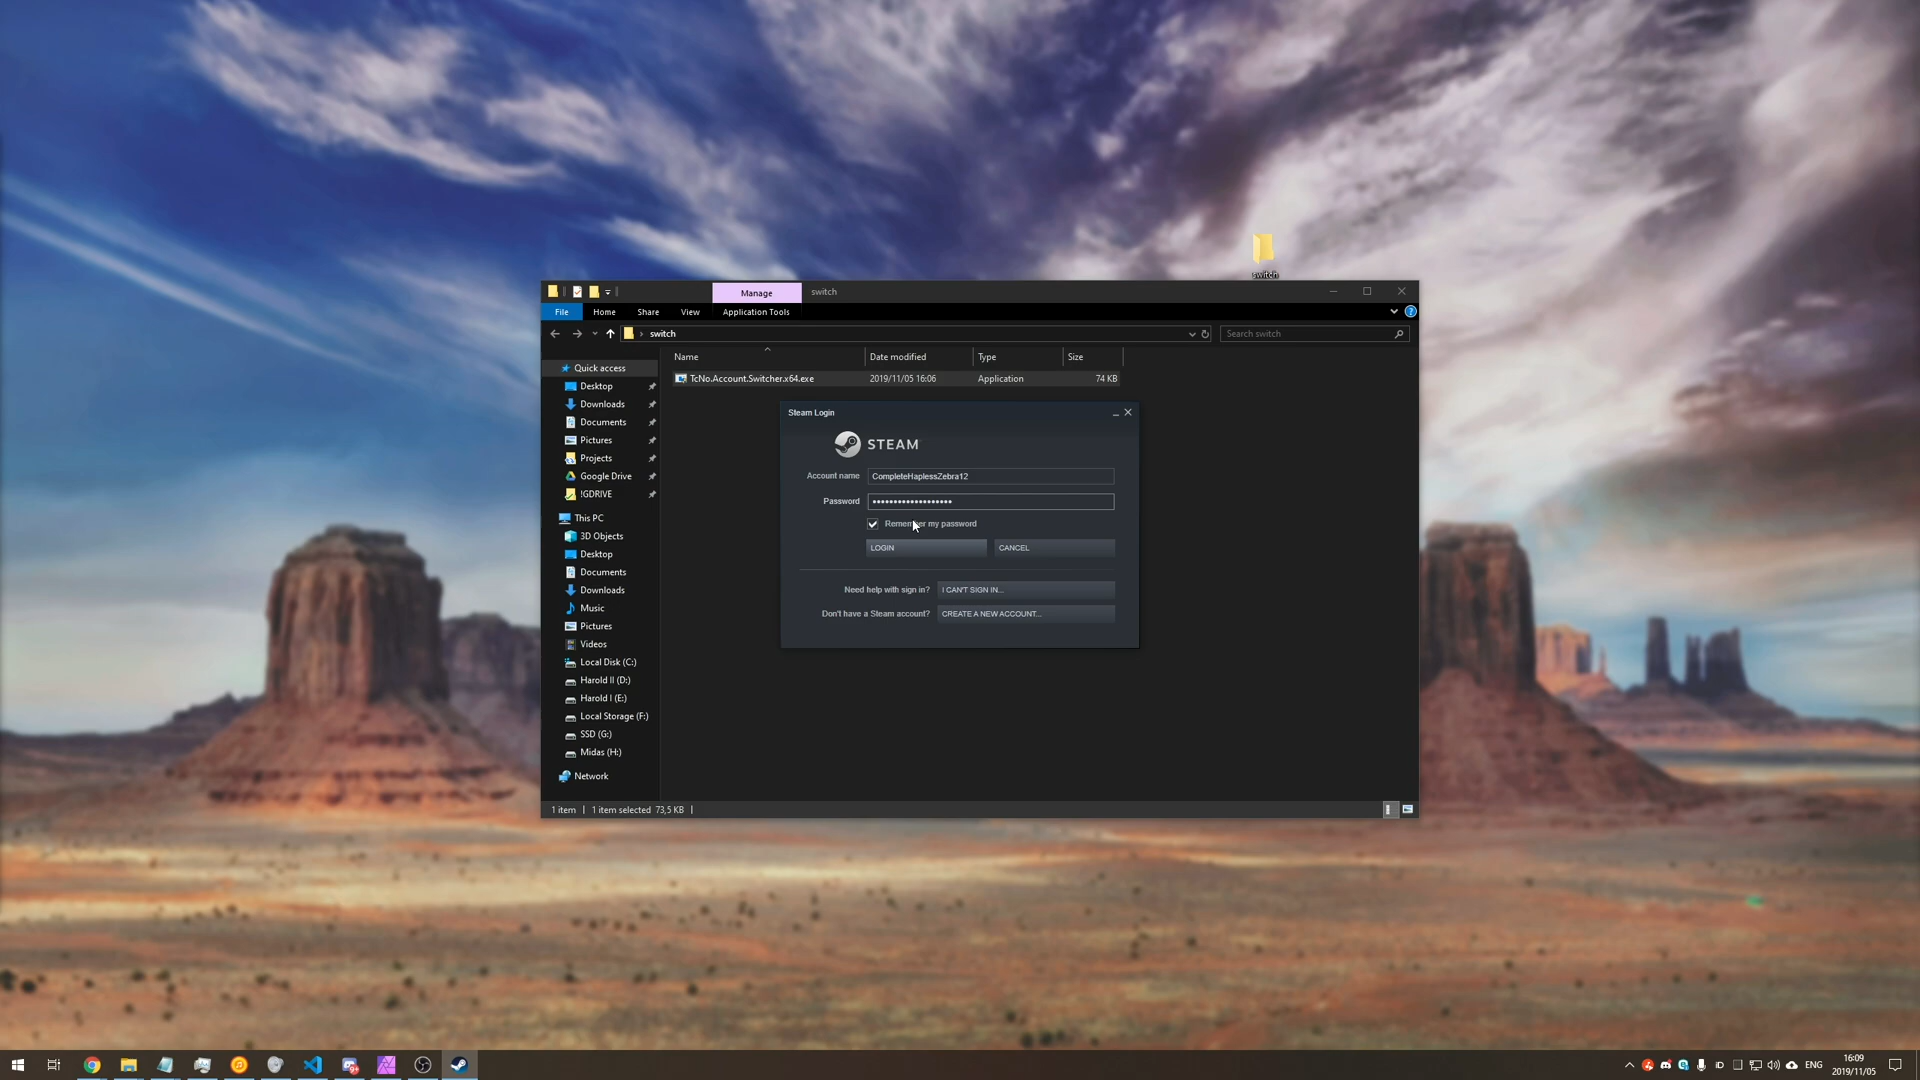 switch
Manage
switch
File
Home
Share
View
Application Tools
switch
Search switch
Name
Date modified
Type
Size
TcNo.Account.Switcher.x64.exe
2019/11/05 16:06
Application
74 KB
Quick access
Desktop
Downloads
Documents
Pictures
Projects
Google Drive
!GDRIVE
This PC
3D Objects
Desktop
Documents
Downloads
Music
Pictures
Videos
Local Disk (C:)
Harold II (D:)
Harold I (E:)
Local Storage (F:)
SSD (G:)
Midas (H:)
Network
Steam Login
STEAM
Account name
CompleteHaplessZebra12
Password
•••••••••••••••••••
Remember my password
LOGIN
CANCEL
Need help with sign in?
I CAN'T SIGN IN...
Don't have a Steam account?
CREATE A NEW ACCOUNT...
1 item
1 item selected 73,5 KB
ENG
16:09
2019/11/05